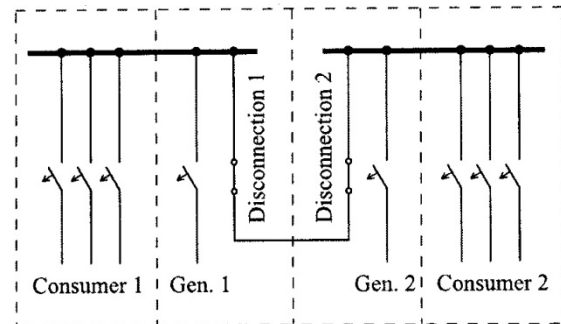 Disconnection 1
Disconnection 2
Consumer 1
Gen. 1
Gen. 2
Consumer 2